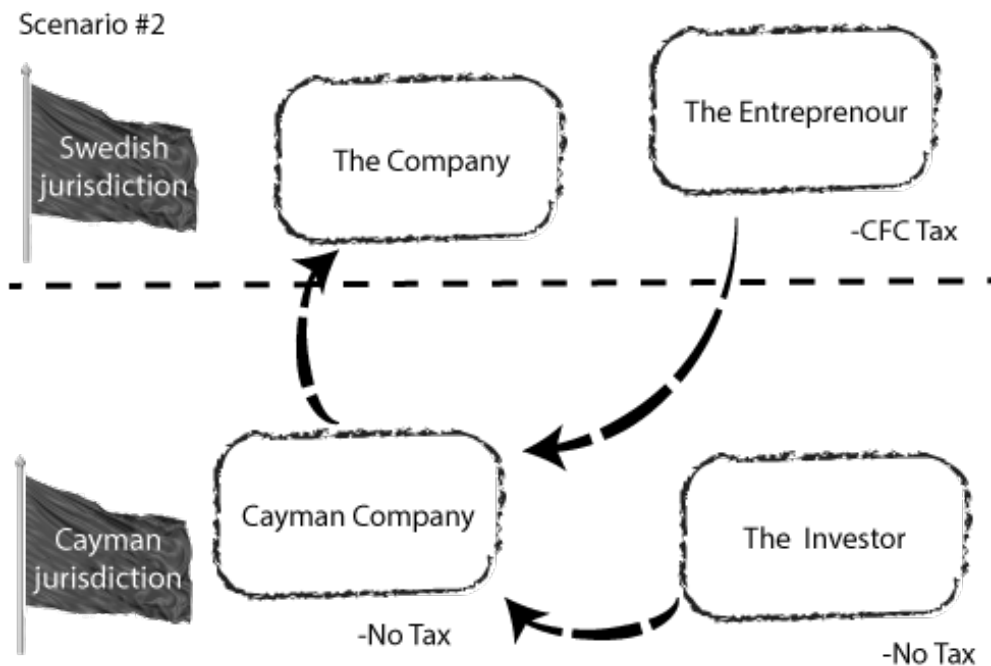 Scenario #2
Swedish
jurisdiction
The Company
The Entreprenour
-CFC Tax
Cayman
jurisdiction
Cayman Company
The Investor
-No Tax
-No Tax